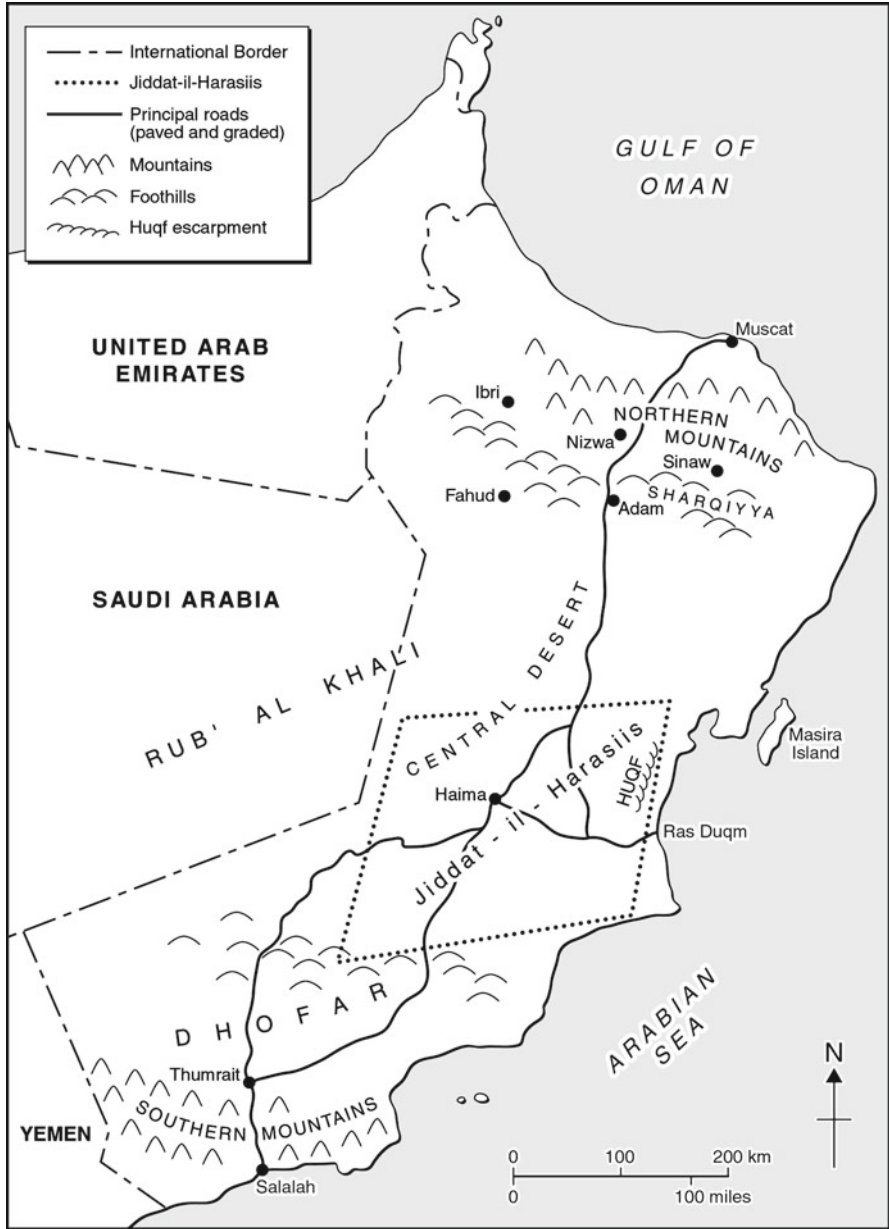 International Border
Jiddat-il-Harasiis
Principal roads
(paved and graded)
Mountains
Foothills
Huqf escarpment
GULF OF
OMAN
UNITED ARAB
EMIRATES
Muscat
Ibri
NORTHERN
MOUNTAINS
Nizwa
Sinaw
Fahud
Adam
SHARQIYYA
SAUDI ARABIA
RUB' AL KHALI
CENTRAL DESERT
Masira
Island
HUQF
Haima
Jiddat - il - Harasiis
Ras Duqm
DHOFAR
ARABIAN
SEA
N
Thumrait
SOUTHERN MOUNTAINS
YEMEN
Salalah
0 100 200 km
0 100 miles